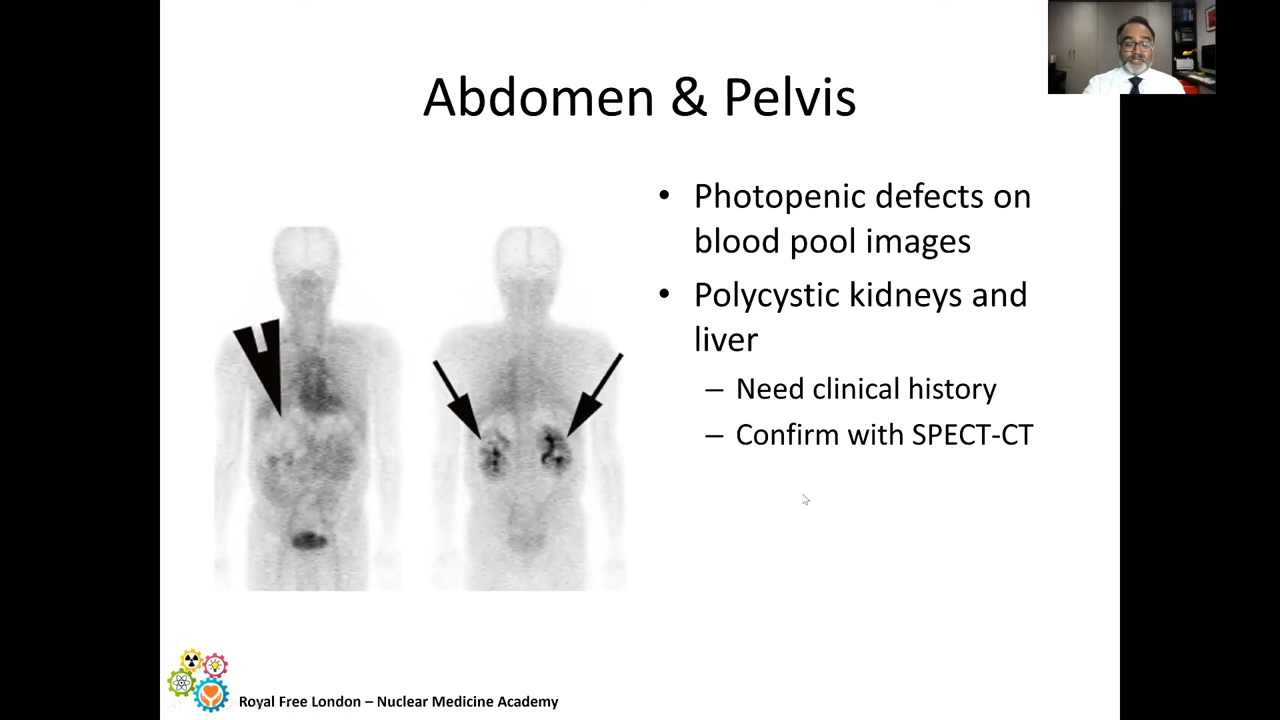 Abdomen & Pelvis
• Photopenic defects on
blood pool images
• Polycystic kidneys and
liver
– Need clinical history
– Confirm with SPECT-CT
Royal Free London – Nuclear Medicine Academy